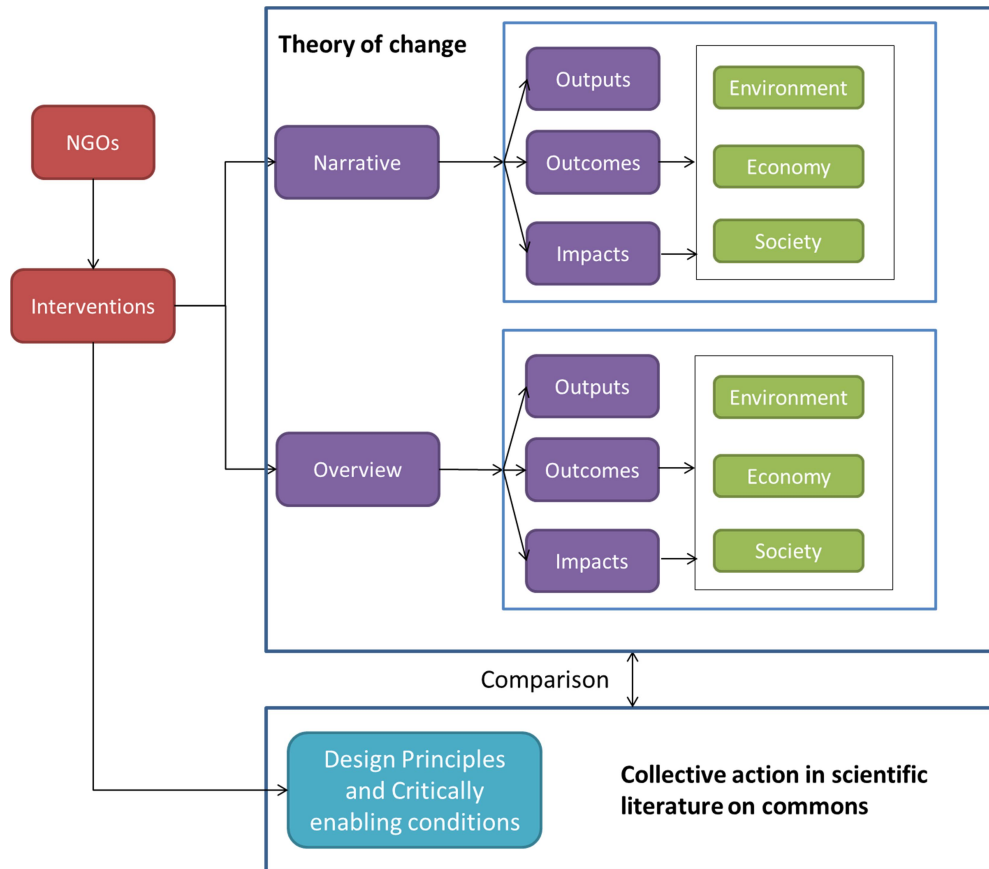 Theory of change
NGOs
Interventions
Narrative
Outputs
Outcomes
Impacts
Environment
Economy
Society
Overview
Outputs
Outcomes
Impacts
Environment
Economy
Society
Comparison
Design Principles
and Critically
enabling conditions
Collective action in scientific
literature on commons